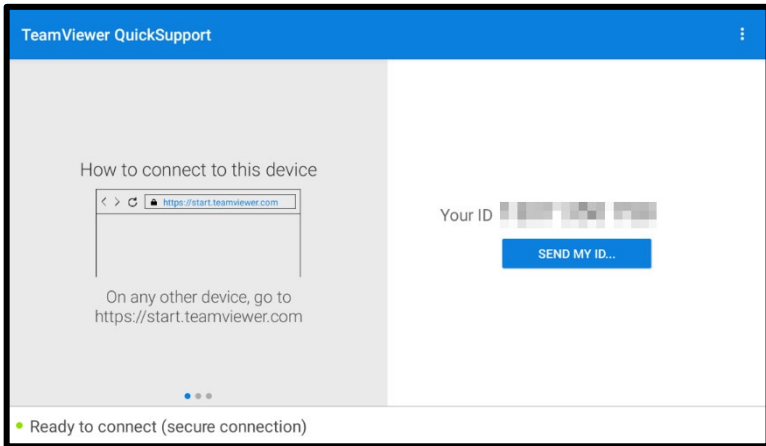 TeamViewer QuickSupport
How to connect to this device
https://start.teamviewer.com
On any other device, go to
https://start.teamviewer.com
Your ID
SEND MY ID...
Ready to connect (secure connection)